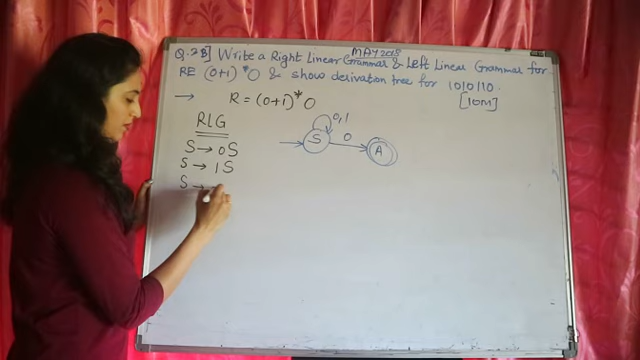 MAY 2018
Q.2B] Write a Right Linear Grammar & Left Linear Grammar for
RE (0+1)*0 & show derivation tree for 1010110.
[10M]
→ R = (0+1)*0
RLG
S → 0S
S → 1S
S →
0,1
S
0
A